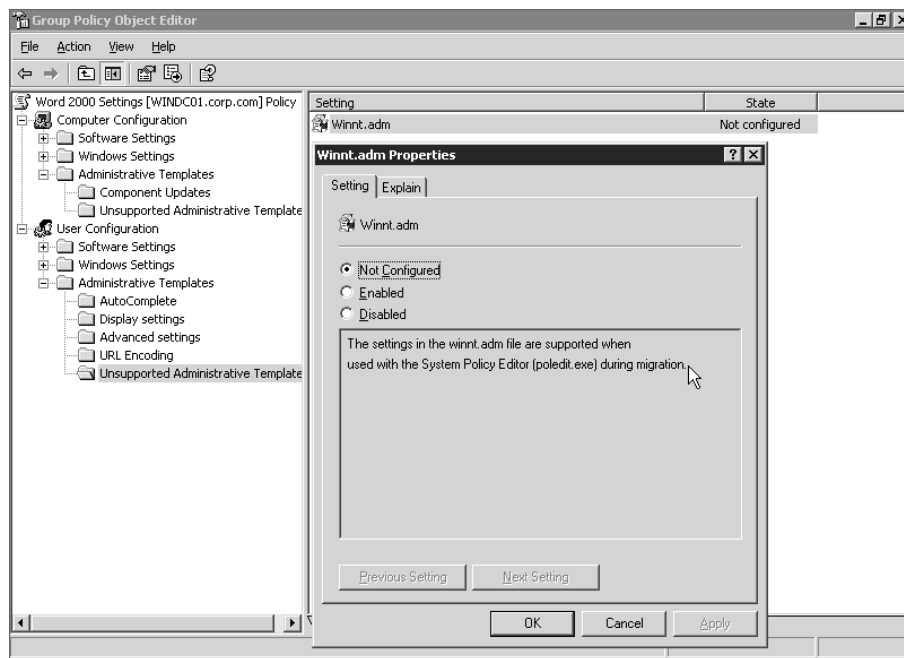 Group Policy Object Editor
File Action View Help
Word 2000 Settings [WINDC01.corp.com] Policy
Computer Configuration
Software Settings
Windows Settings
Administrative Templates
Component Updates
Unsupported Administrative Template
User Configuration
Software Settings
Windows Settings
Administrative Templates
AutoComplete
Display settings
Advanced settings
URL Encoding
Unsupported Administrative Template
Setting State
Winnt.adm Not configured
Winnt.adm Properties
Setting Explain
Winnt.adm
Not Configured
Enabled
Disabled
The settings in the winnt.adm file are supported when
used with the System Policy Editor (poledit.exe) during migration.
Previous Setting Next Setting
OK Cancel Apply